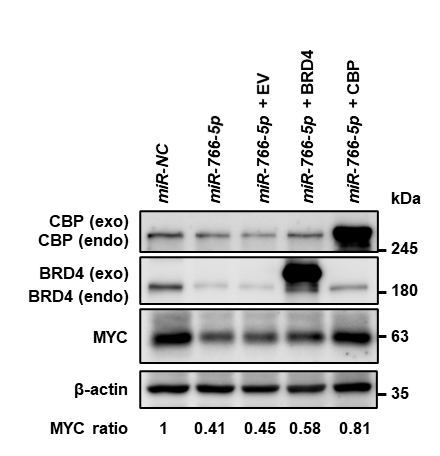 miR-NC
miR-766-5p
miR-766-5p + EV
miR-766-5p + BRD4
miR-766-5p + CBP
kDa
CBP (exo)
CBP (endo)
245
BRD4 (exo)
BRD4 (endo)
180
MYC
63
β-actin
35
MYC ratio 1 0.41 0.45 0.58 0.81